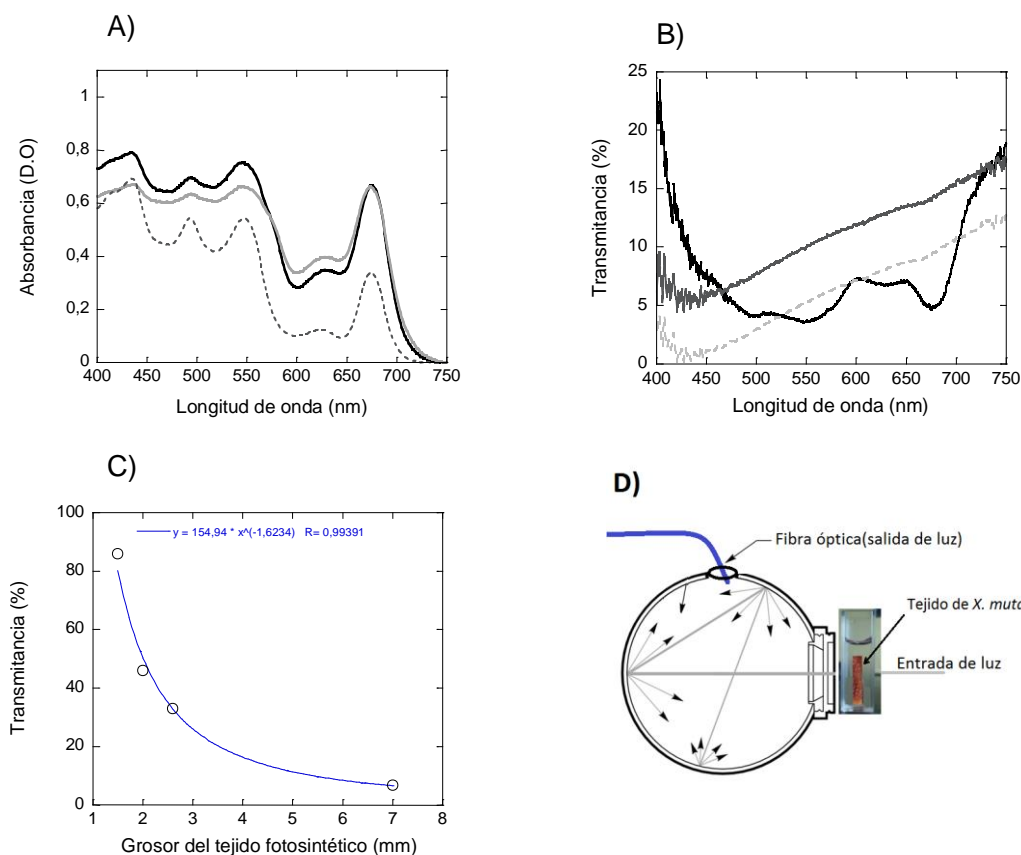 A)
1
0,8
0,6
0,4
0,2
0
400 450 500 550 600 650 700 750
Absorbancia (D.O)
Longitud de onda (nm)
B)
25
20
15
10
5
0
400 450 500 550 600 650 700 750
Transmitancia (%)
Longitud de onda (nm)
C)
y = 154,94 * x^(-1,6234) R= 0,99391
100
80
60
40
20
0
1 2 3 4 5 6 7 8
Transmitancia (%)
Grosor del tejido fotosintético (mm)
D)
Fibra óptica(salida de luz)
Tejido de X. muta
Entrada de luz